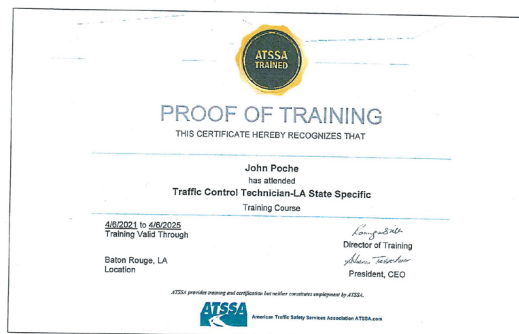 ATSSA
TRAINED
PROOF OF TRAINING
THIS CERTIFICATE HEREBY RECOGNIZES THAT
John Poche
has attended
Traffic Control Technician-LA State Specific
Training Course
4/6/2021 to 4/6/2025
Training Valid Through
Director of Training
Baton Rouge, LA
Location
President, CEO
ATSSA provides training and certification but neither constitutes employment by ATSSA.
ATSSA
American Traffic Safety Services Association ATSSA.com